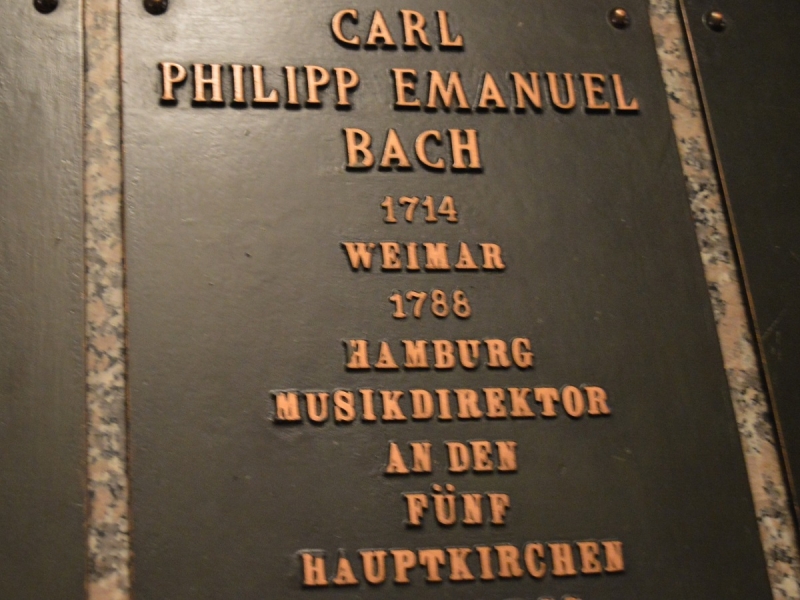 CARL
PHILIPP EMANUEL
BACH
1714
WEIMAR
1788
HAMBURG
MUSIKDIREKTOR
AN DEN
FÜNF
HAUPTKIRCHEN